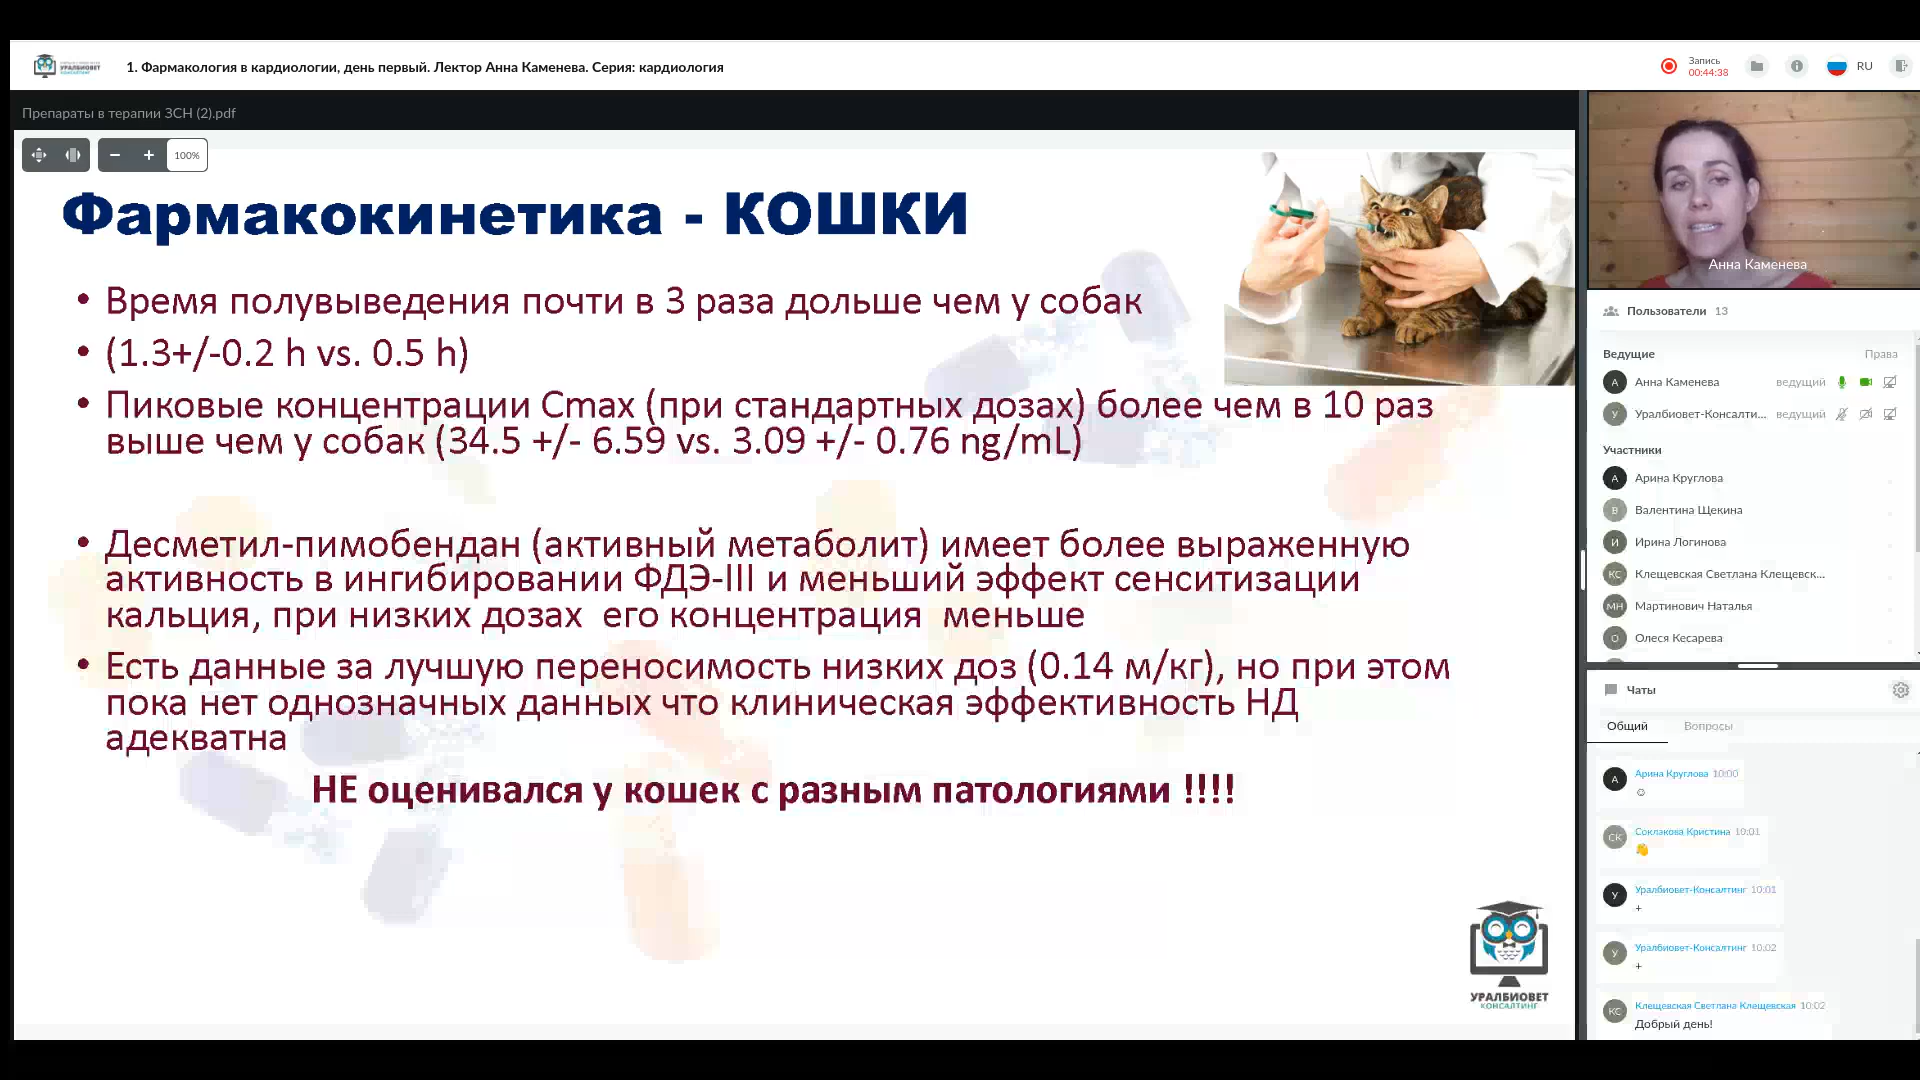 УРАЛБИОВЕТ
КОНСАЛТИНГ
1. Фармакология в кардиологии, день первый. Лектор Анна Каменева. Серия: кардиология
Запись
00:44:38
RU
Препараты в терапии ЗСН (2).pdf
100%
Фармакокинетика - КОШКИ
• Время полувыведения почти в 3 раза дольше чем у собак
• (1.3+/-0.2 h vs. 0.5 h)
• Пиковые концентрации Cmax (при стандартных дозах) более чем в 10 раз
выше чем у собак (34.5 +/- 6.59 vs. 3.09 +/- 0.76 ng/mL)
• Десметил-пимобендан (активный метаболит) имеет более выраженную
активность в ингибировании ФДЭ-III и меньший эффект сенситизации
кальция, при низких дозах его концентрация меньше
• Есть данные за лучшую переносимость низких доз (0.14 м/кг), но при этом
пока нет однозначных данных что клиническая эффективность НД
адекватна
НЕ оценивался у кошек с разным патологиями !!!!
УРАЛБИОВЕТ
КОНСАЛТИНГ
Анна Каменева
Пользователи 13
Ведущие Права
А Анна Каменева ведущий
У Уралбиовет-Консалти... ведущий
Участники
А Арина Круглова
В Валентина Щекина
И Ирина Логинова
КС Клещевская Светлана Клещевск...
МН Мартинович Наталья
О Олеся Кесарева
Чаты
Общий Вопросы
А Арина Круглова 10:00
☺
СК Соклакова Кристина 10:01
👏
У Уралбиовет-Консалтинг 10:01
+
У Уралбиовет-Консалтинг 10:02
+
КС Клещевская Светлана Клещевская 10:02
Добрый день!